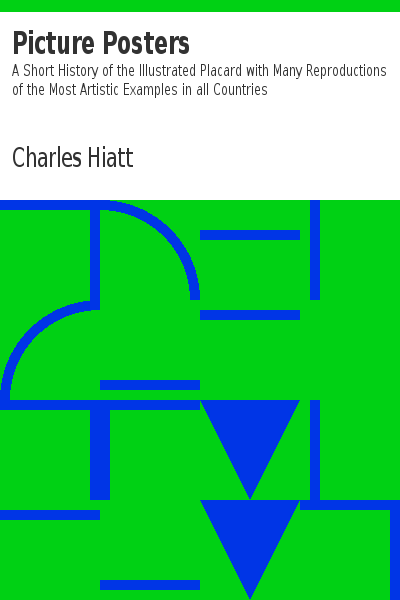 Picture Posters
A Short History of the Illustrated Placard with Many Reproductions
of the Most Artistic Examples in all Countries
Charles Hiatt